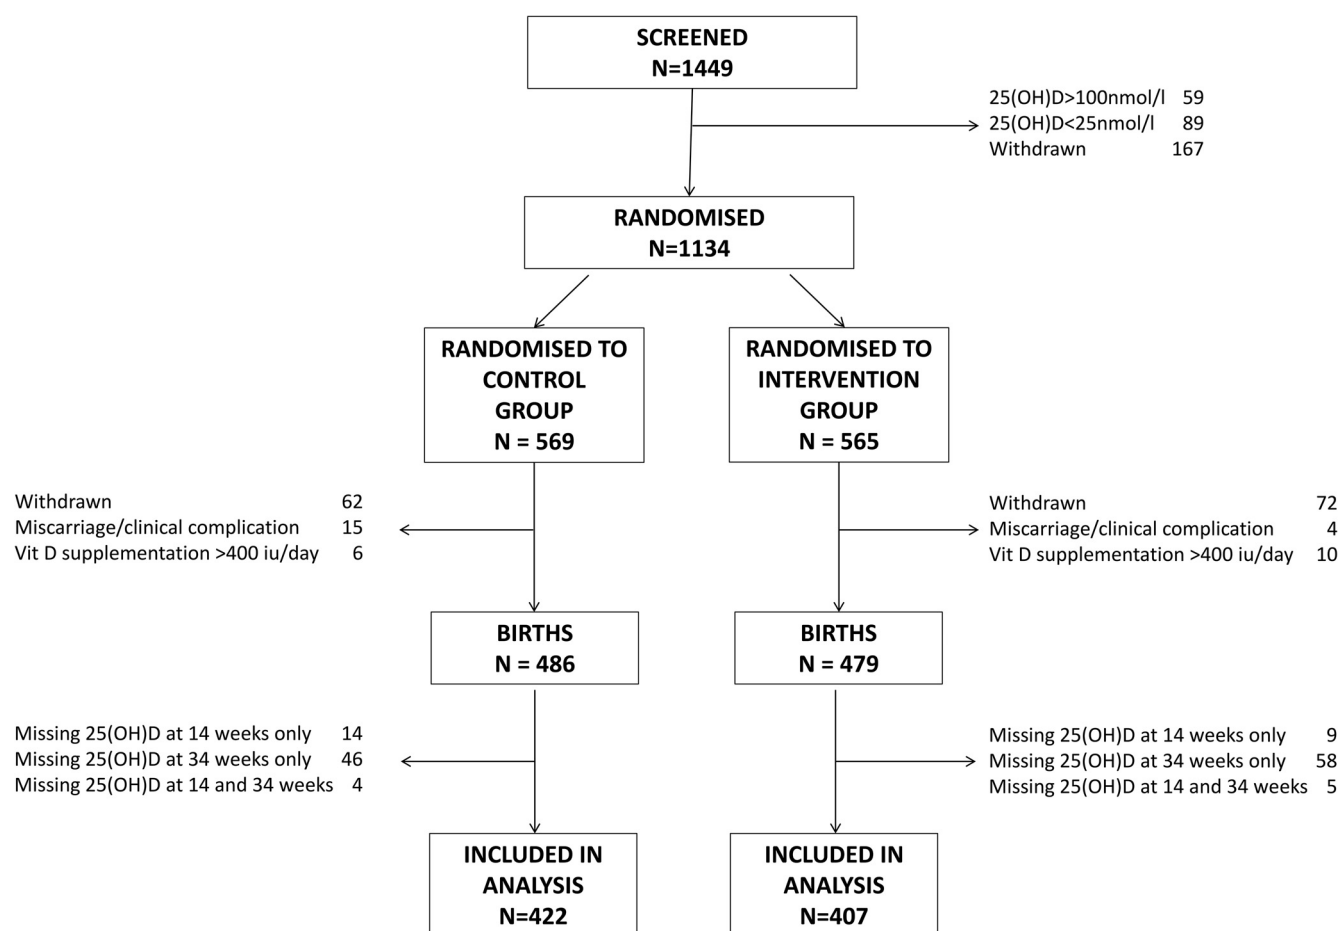 SCREENED
N=1449
25(OH)D>100nmol/l 59
25(OH)D<25nmol/l 89
Withdrawn 167
RANDOMISED
N=1134
RANDOMISED TO
CONTROL
GROUP
N = 569
RANDOMISED TO
INTERVENTION
GROUP
N = 565
Withdrawn 62
Miscarriage/clinical complication 15
Vit D supplementation >400 iu/day 6
Withdrawn 72
Miscarriage/clinical complication 4
Vit D supplementation >400 iu/day 10
BIRTHS
N = 486
BIRTHS
N = 479
Missing 25(OH)D at 14 weeks only 14
Missing 25(OH)D at 34 weeks only 46
Missing 25(OH)D at 14 and 34 weeks 4
Missing 25(OH)D at 14 weeks only 9
Missing 25(OH)D at 34 weeks only 58
Missing 25(OH)D at 14 and 34 weeks 5
INCLUDED IN
ANALYSIS
N=422
INCLUDED IN
ANALYSIS
N=407